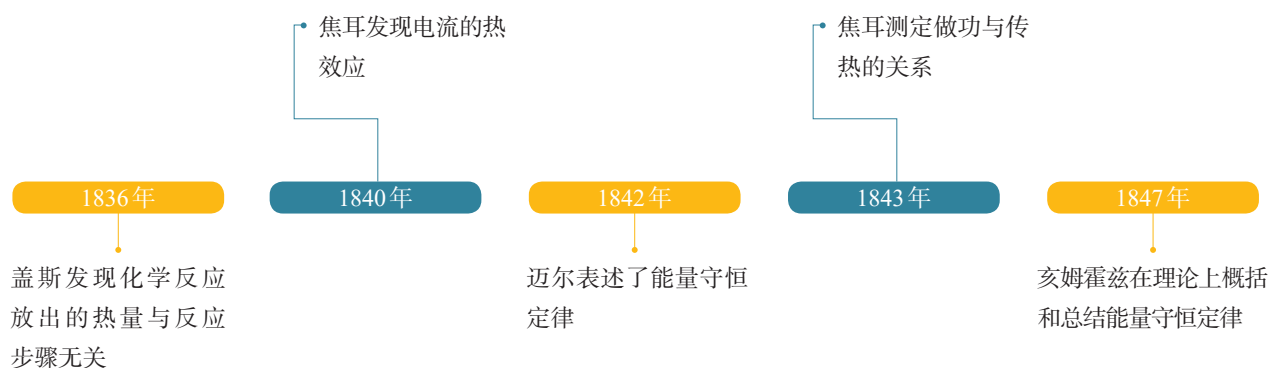 焦耳发现电流的热
效应
焦耳测定做功与传
热的关系
1836年
1840年
1842年
1843年
1847年
盖斯发现化学反应
放出的热量与反应
步骤无关
迈尔表述了能量守恒
定律
亥姆霍兹在理论上概括
和总结能量守恒定律